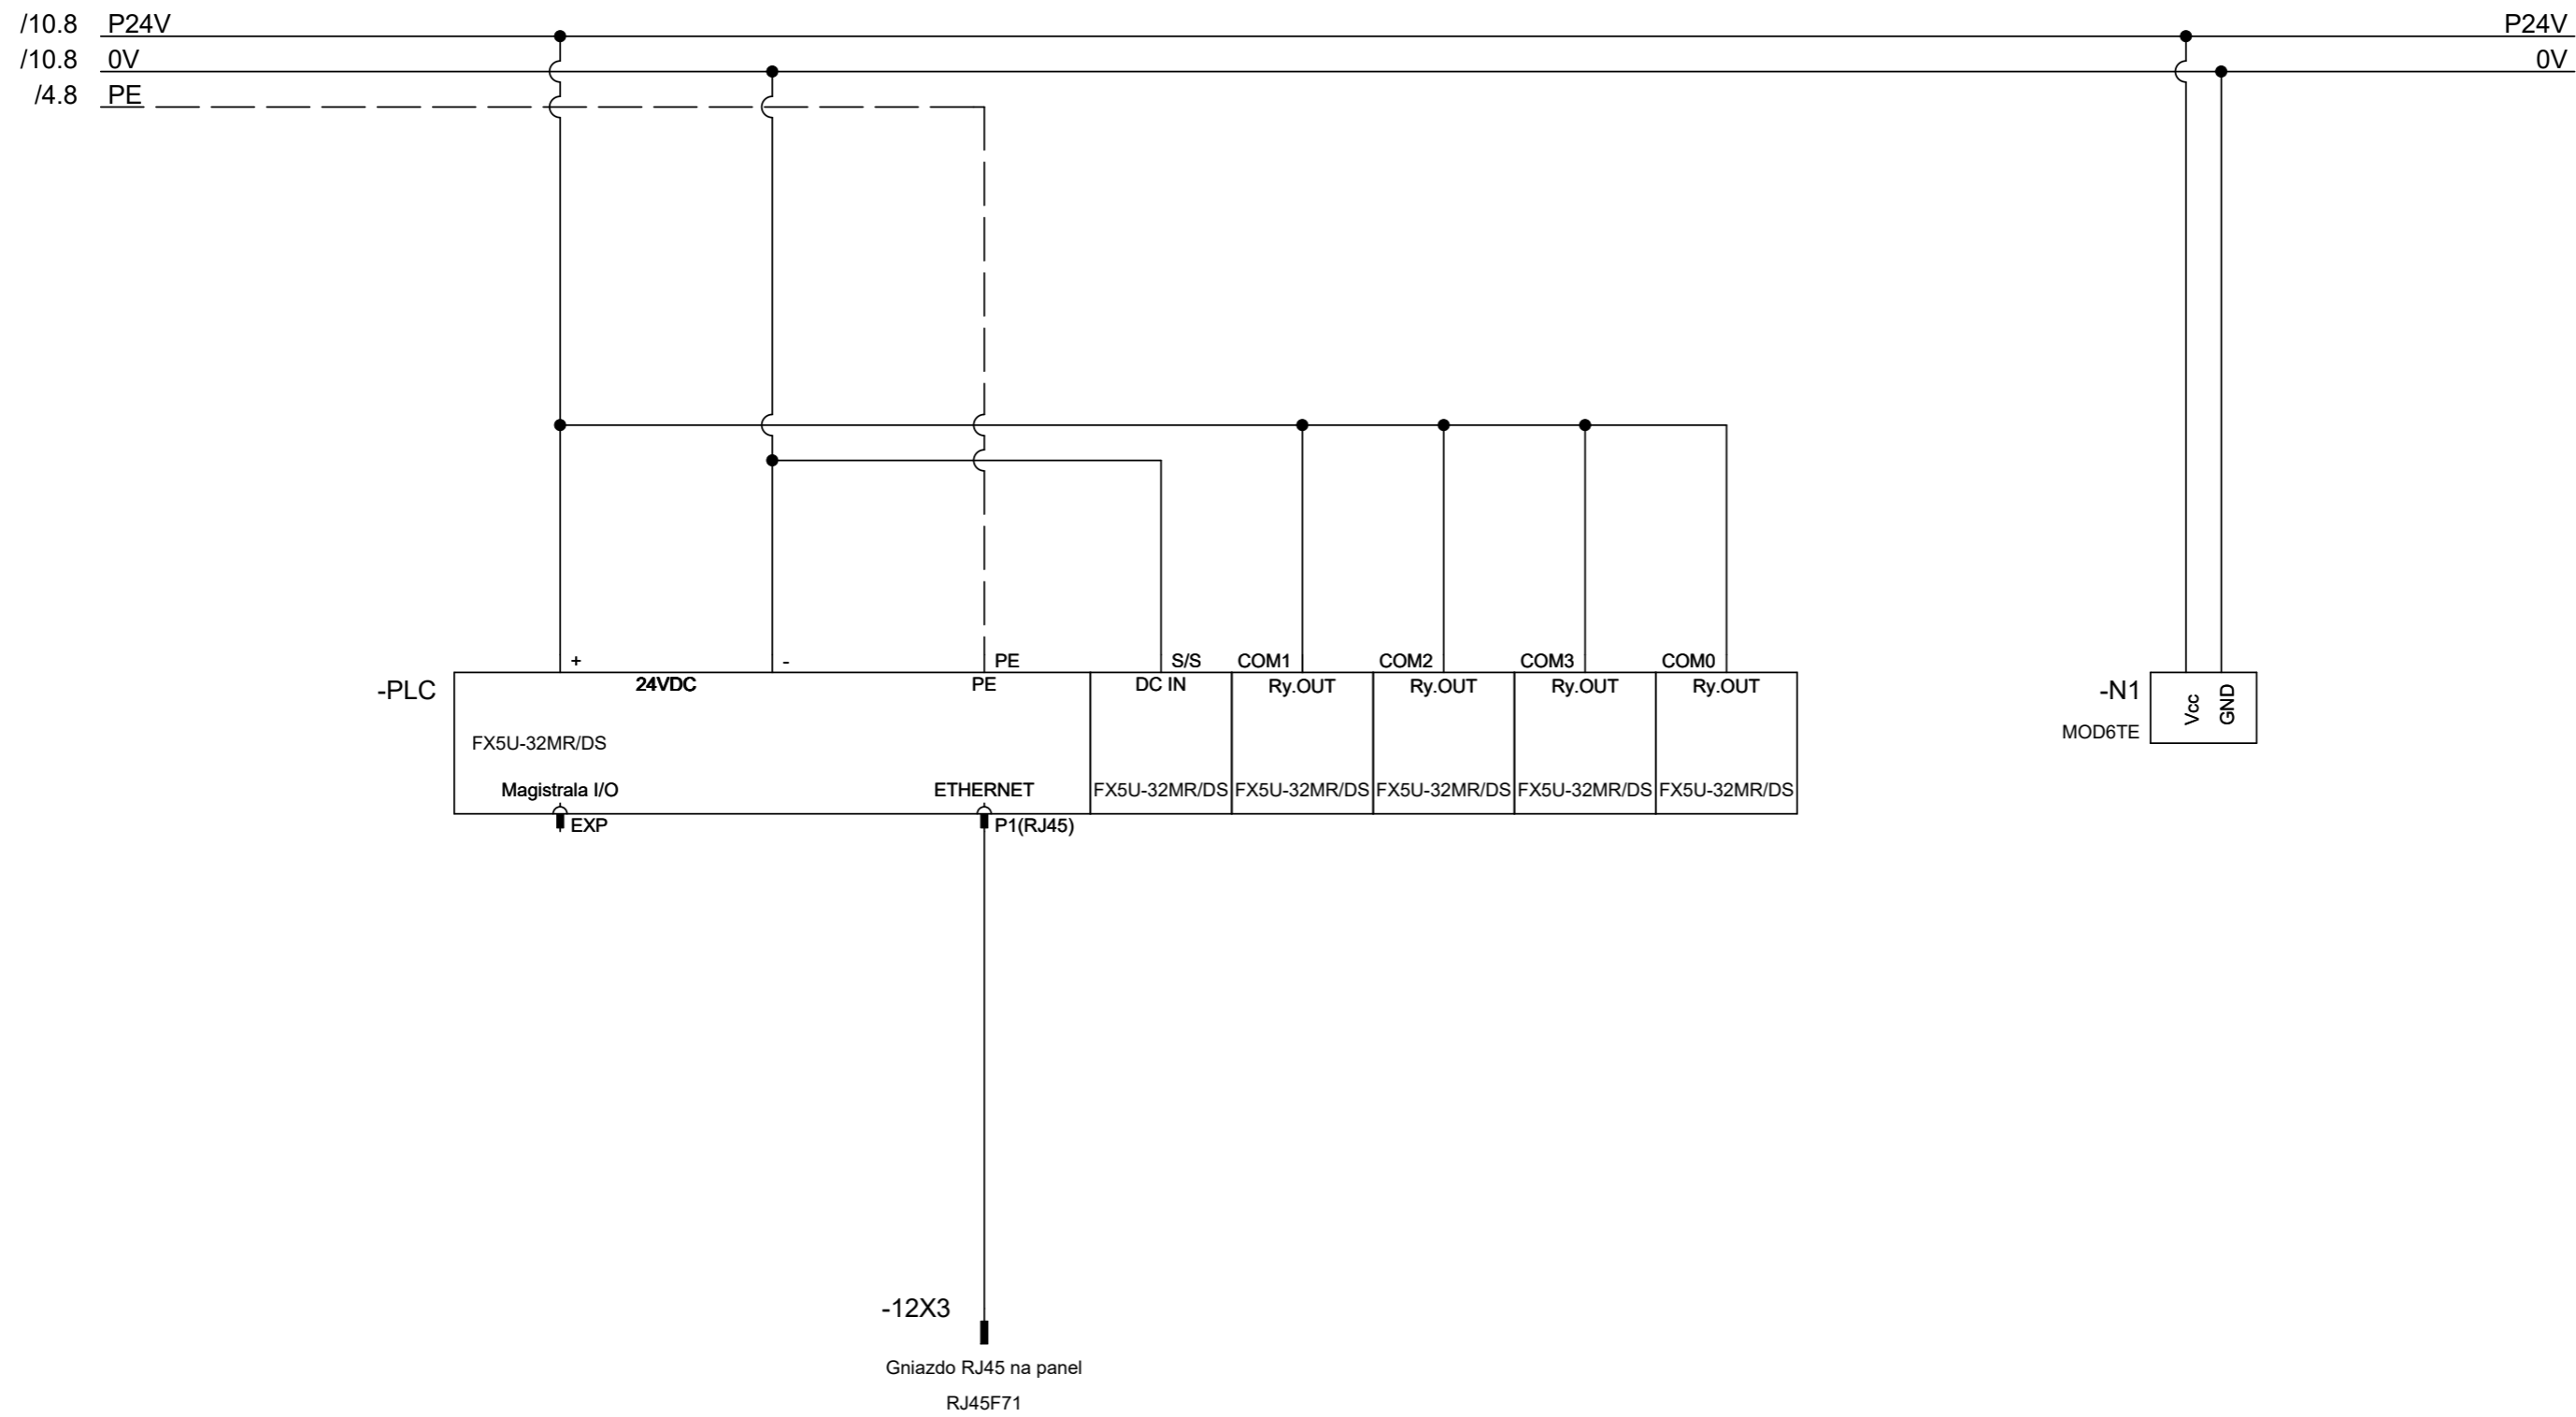 /10.8 P24V P24V
/10.8 0V 0V
/4.8 PE
+ - PE S/S COM1 COM2 COM3 COM0
-PLC 24VDC PE DC IN Ry.OUT Ry.OUT Ry.OUT Ry.OUT -N1 Vcc GND
FX5U-32MR/DS MOD6TE
Magistrala I/O ETHERNET FX5U-32MR/DS FX5U-32MR/DS FX5U-32MR/DS FX5U-32MR/DS FX5U-32MR/DS
EXP P1(RJ45)
-12X3
Gniazdo RJ45 na panel
RJ45F71